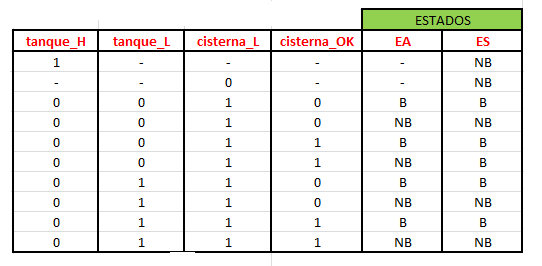 ESTADOS
tanque_H tanque_L cisterna_L cisterna_OK EA ES
1 - - - - NB
- - 0 - - NB
0 0 1 0 B B
0 0 1 0 NB NB
0 0 1 1 B B
0 0 1 1 NB B
0 1 1 0 B B
0 1 1 0 NB NB
0 1 1 1 B B
0 1 1 1 NB NB